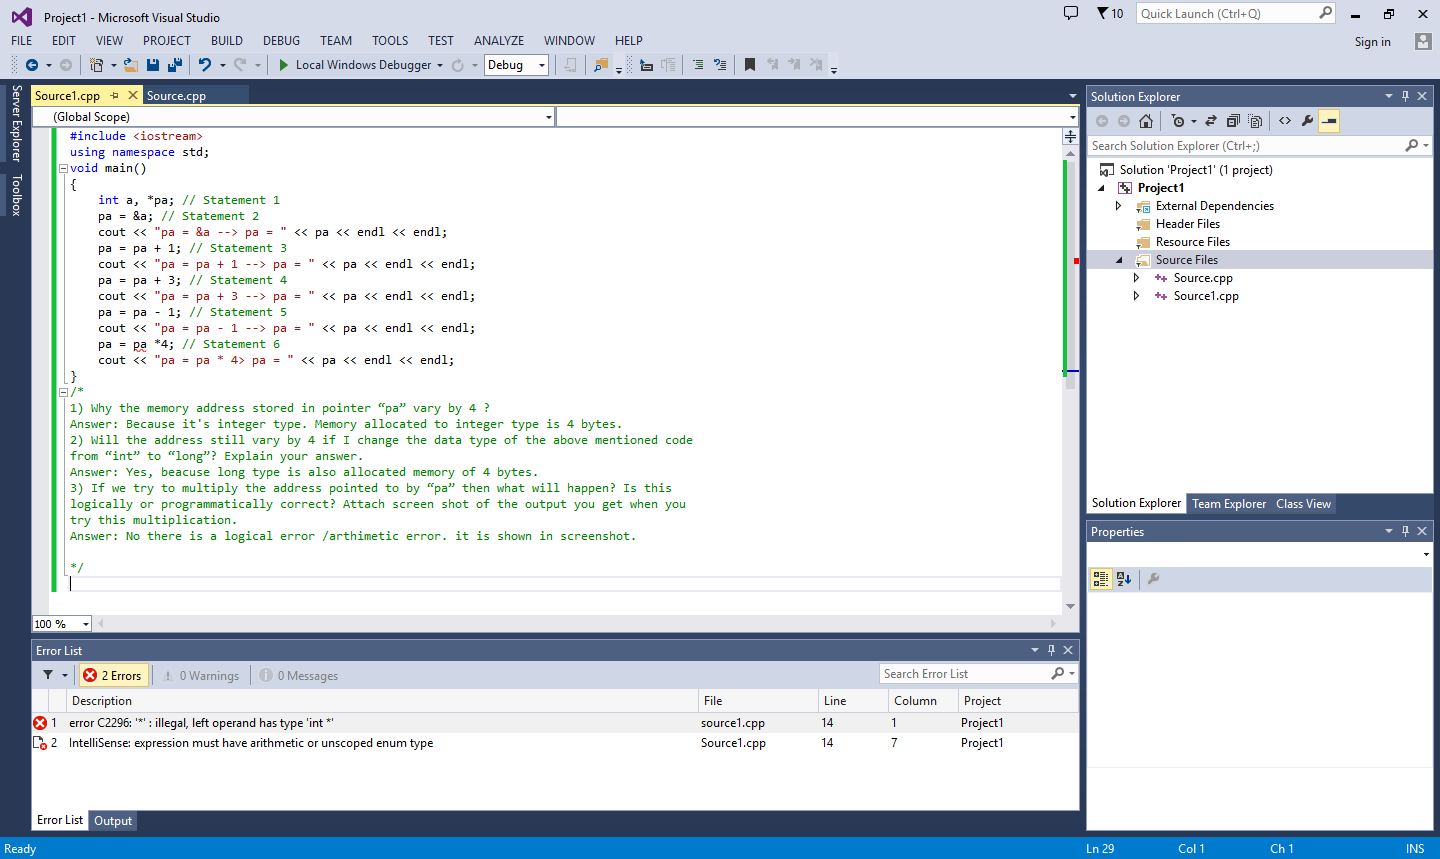 Project1 - Microsoft Visual Studio
10
Quick Launch (Ctrl+Q)
FILE EDIT VIEW PROJECT BUILD DEBUG TEAM TOOLS TEST ANALYZE WINDOW HELP
Sign in
Local Windows Debugger
Debug
Server Explorer
Toolbox
Source1.cpp
Source.cpp
(Global Scope)
#include <iostream>
using namespace std;
void main()
{
int a, *pa; // Statement 1
pa = &a; // Statement 2
cout << "pa = &a --> pa = " << pa << endl << endl;
pa = pa + 1; // Statement 3
cout << "pa = pa + 1 --> pa = " << pa << endl << endl;
pa = pa + 3; // Statement 4
cout << "pa = pa + 3 --> pa = " << pa << endl << endl;
pa = pa - 1; // Statement 5
cout << "pa = pa - 1 --> pa = " << pa << endl << endl;
pa = pa *4; // Statement 6
cout << "pa = pa * 4> pa = " << pa << endl << endl;
}
/*
1) Why the memory address stored in pointer “pa” vary by 4 ?
Answer: Because it's integer type. Memory allocated to integer type is 4 bytes.
2) Will the address still vary by 4 if I change the data type of the above mentioned code
from “int” to “long”? Explain your answer.
Answer: Yes, beacuse long type is also allocated memory of 4 bytes.
3) If we try to multiply the address pointed to by “pa” then what will happen? Is this
logically or programmatically correct? Attach screen shot of the output you get when you
try this multiplication.
Answer: No there is a logical error /arthimetic error. it is shown in screenshot.
*/
100 %
Solution Explorer
Search Solution Explorer (Ctrl+;)
Solution 'Project1' (1 project)
Project1
External Dependencies
Header Files
Resource Files
Source Files
Source.cpp
Source1.cpp
Solution Explorer Team Explorer Class View
Properties
Error List
2 Errors
0 Warnings
0 Messages
Search Error List
Description File Line Column Project
1 error C2296: '*' : illegal, left operand has type 'int *' source1.cpp 14 1 Project1
2 IntelliSense: expression must have arithmetic or unscoped enum type Source1.cpp 14 7 Project1
Error List Output
Ready
Ln 29 Col 1 Ch 1 INS